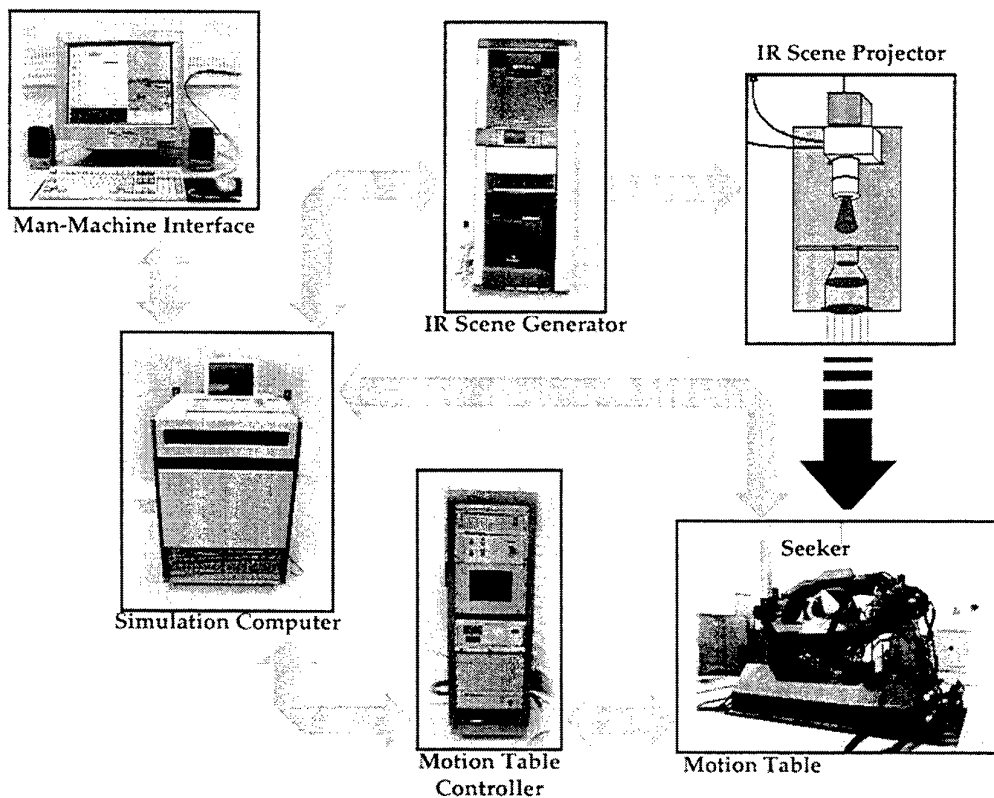 IR Scene Projector
Man-Machine Interface
IR Scene Generator
Simulation Computer
Seeker
Motion Table
Controller
Motion Table